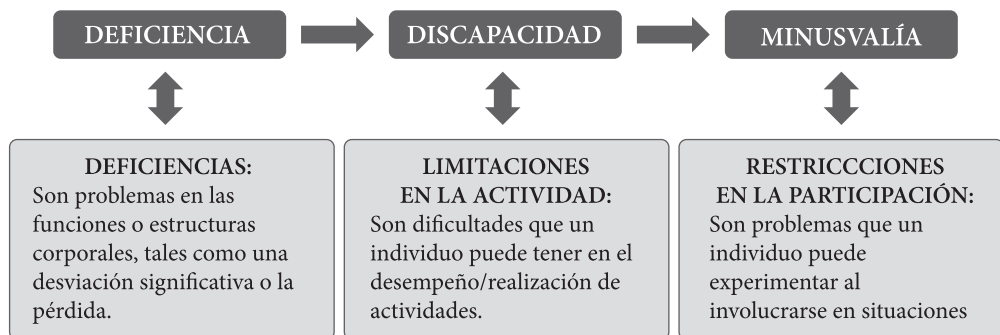 DEFICIENCIA
DISCAPACIDAD
MINUSVALÍA
DEFICIENCIAS:
Son problemas en las
funciones o estructuras
corporales, tales como una
desviación significativa o la
pérdida.
LIMITACIONES
EN LA ACTIVIDAD:
Son dificultades que un
individuo puede tener en el
desempeño/realización de
actividades.
RESTRICCCIONES
EN LA PARTICIPACIÓN:
Son problemas que un
individuo puede
experimentar al
involucrarse en situaciones